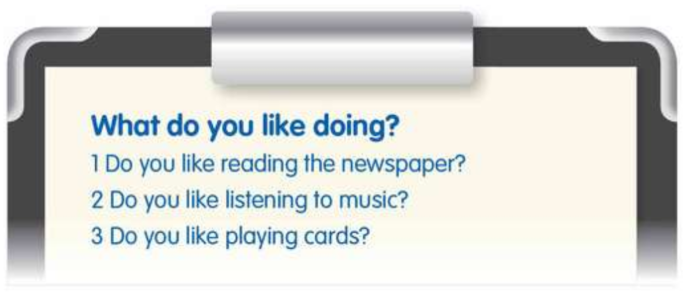 What do you like doing?
1 Do you like reading the newspaper?
2 Do you like listening to music?
3 Do you like playing cards?